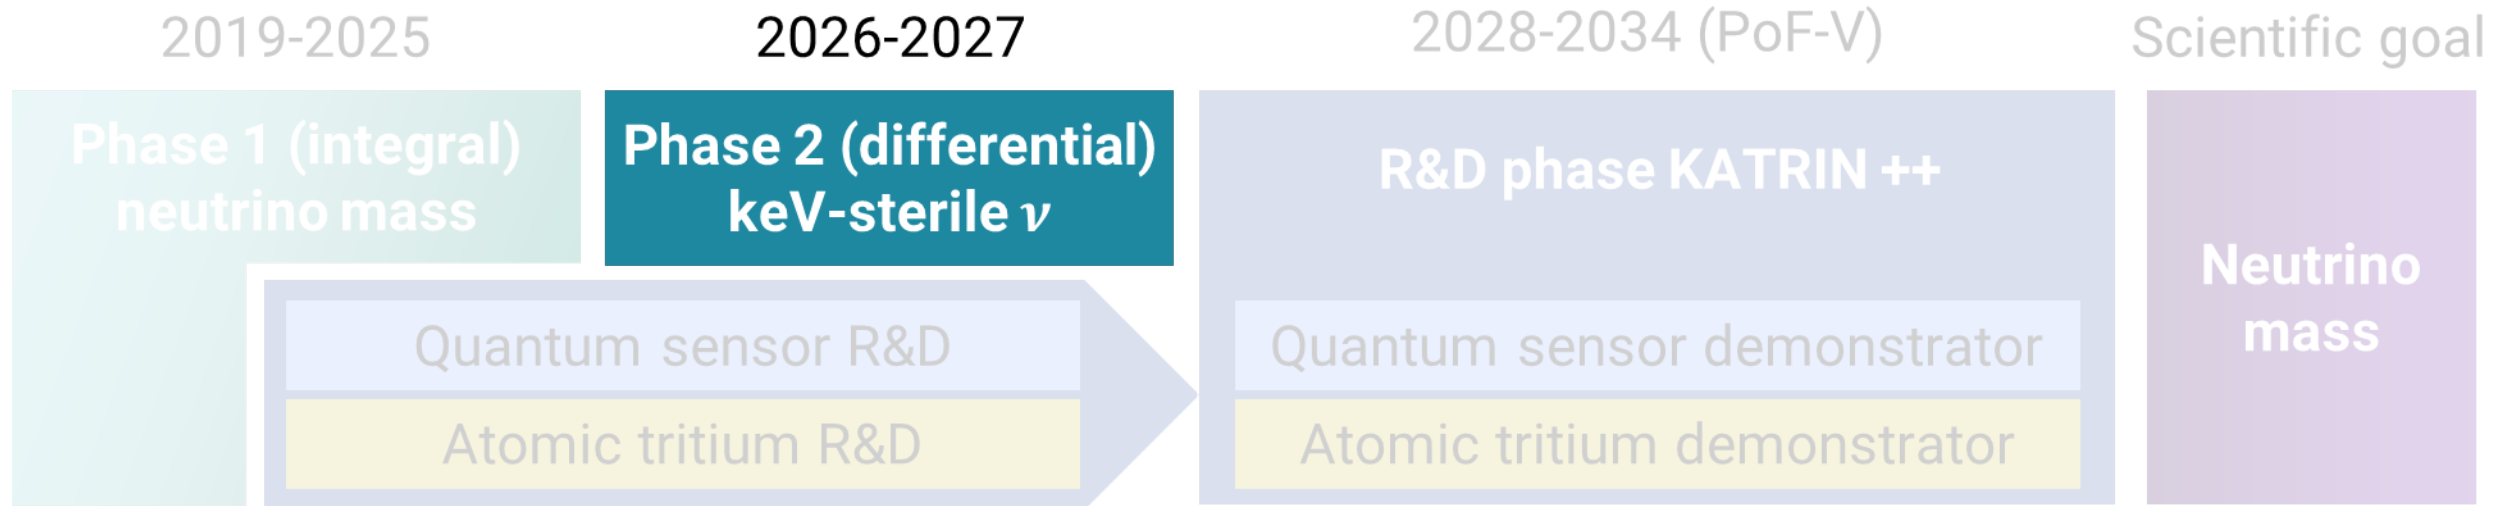 2019-2025
2026-2027
2028-2034 (PoF-V)
Scientific goal
Phase 1 (integral)
neutrino mass
Phase 2 (differential)
keV-sterile ν
R&D phase KATRIN ++
Neutrino
mass
Quantum sensor R&D
Atomic tritium R&D
Quantum sensor demonstrator
Atomic tritium demonstrator